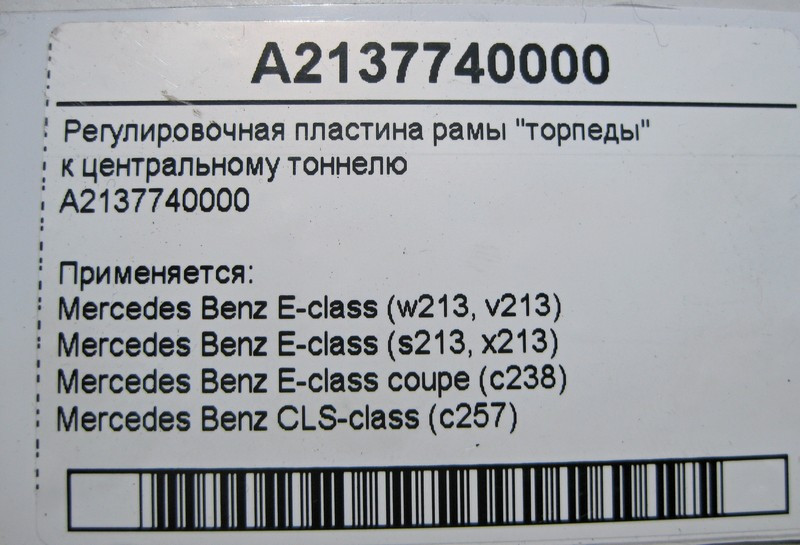 A2137740000
Регулировочная пластина рамы "торпеды"
к центральному тоннелю
A2137740000
Применяется:
Mercedes Benz E-class (w213, v213)
Mercedes Benz E-class (s213, x213)
Mercedes Benz E-class coupe (c238)
Mercedes Benz CLS-class (c257)